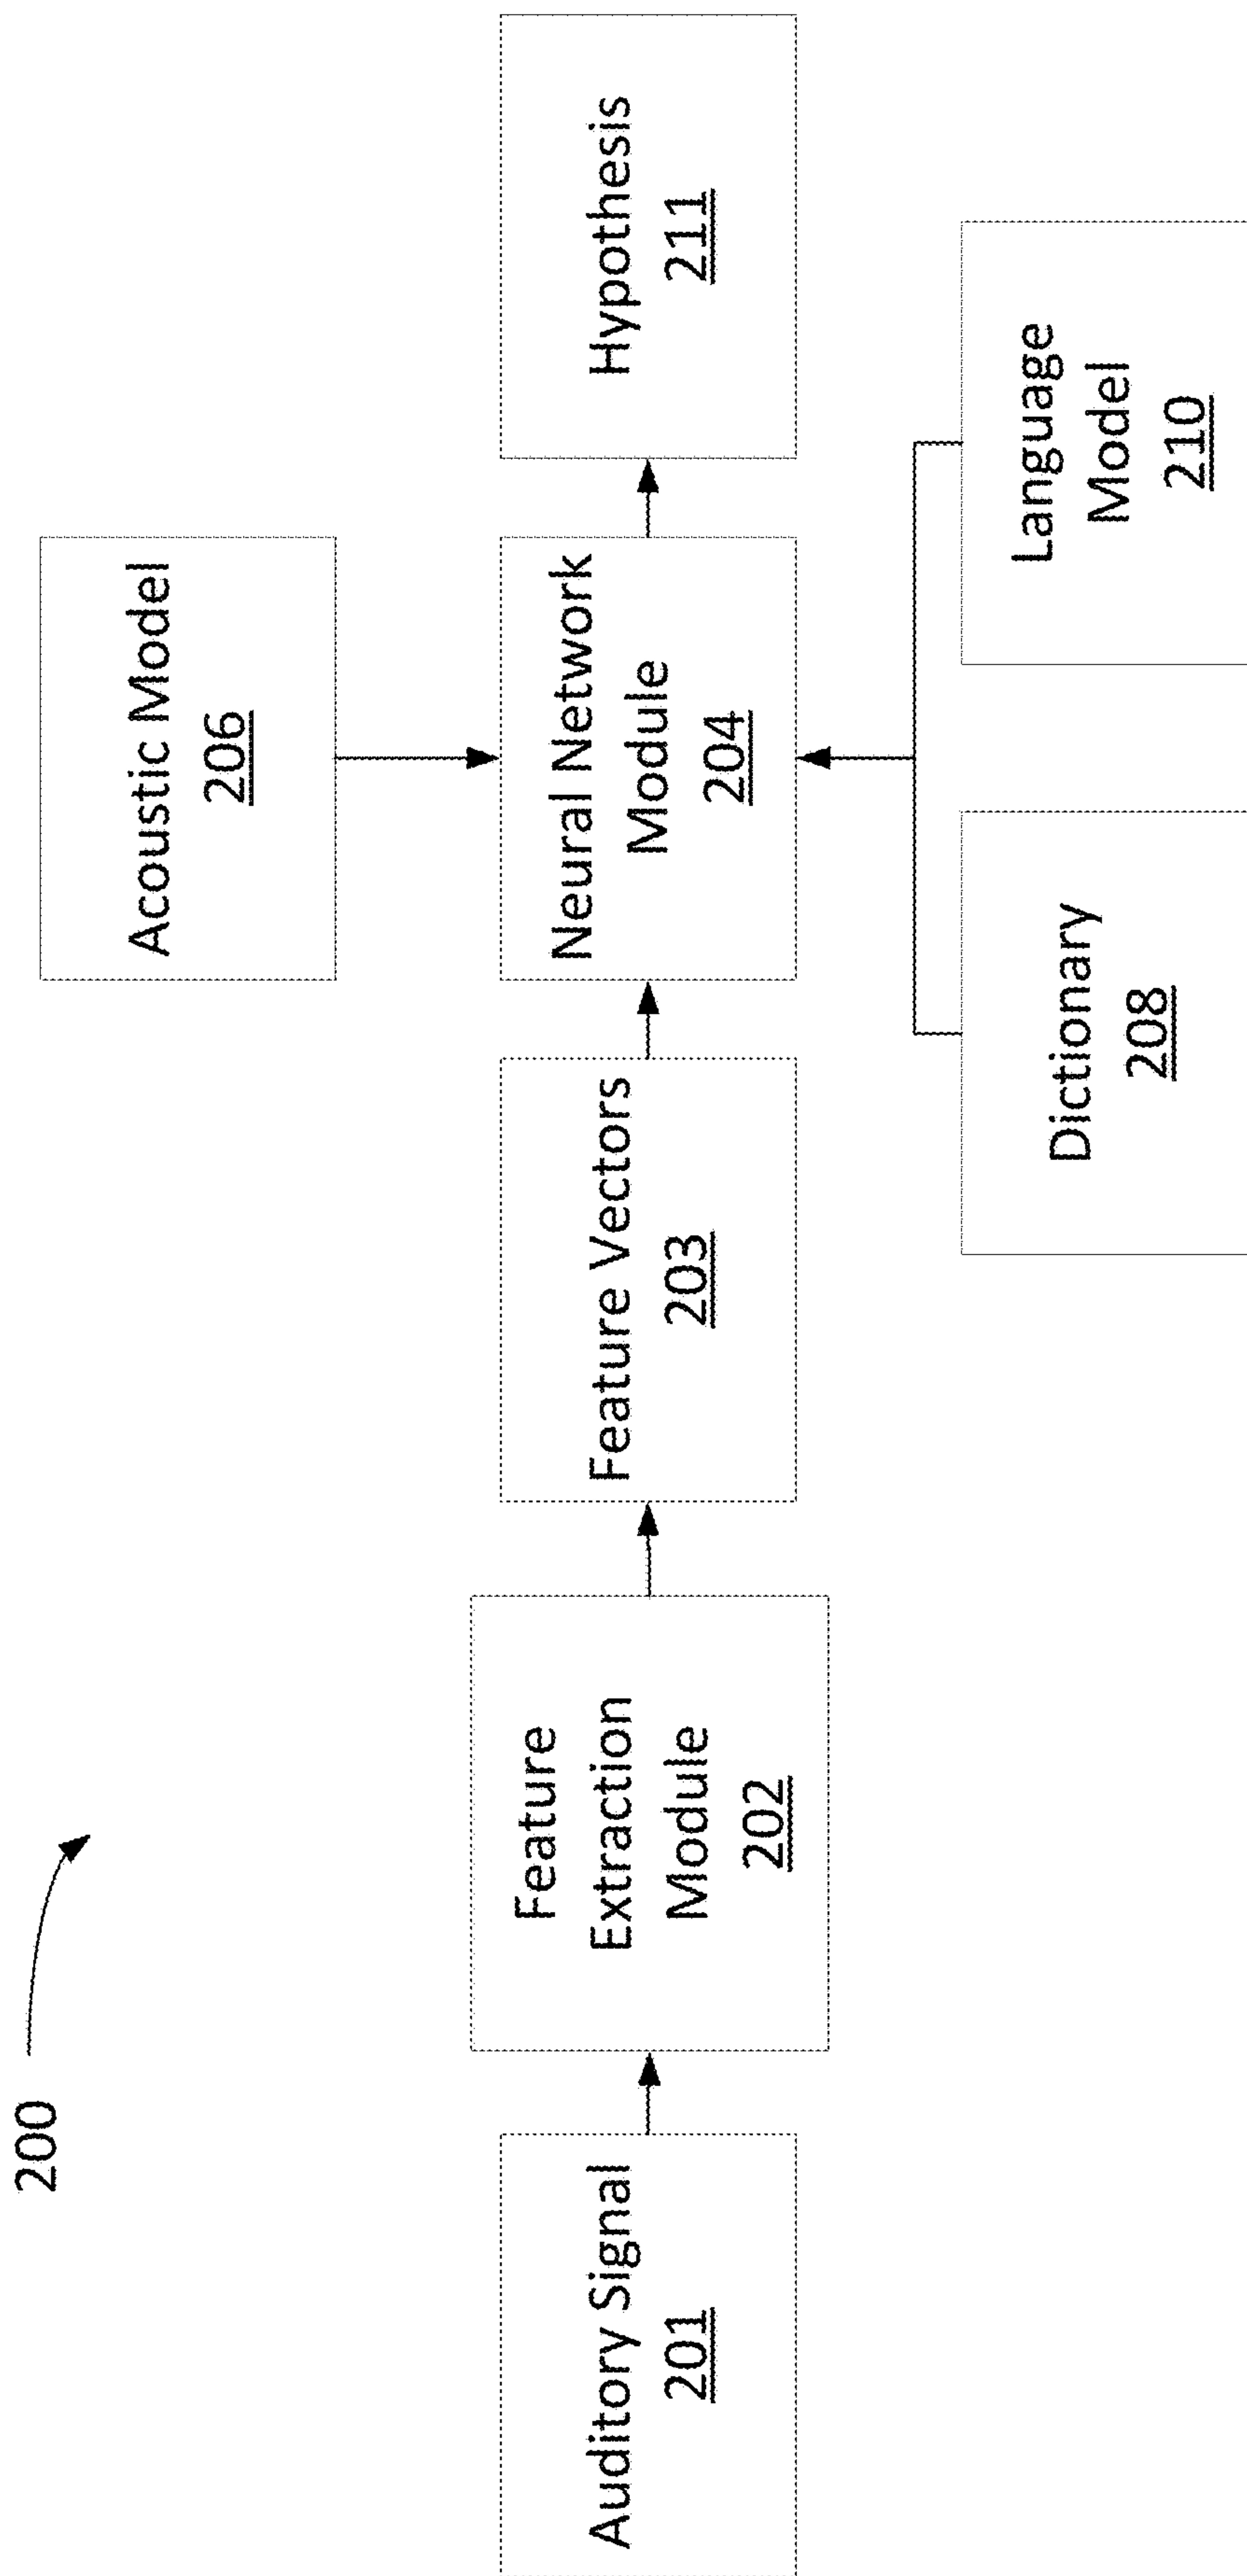 200
Auditory Signal
201
Feature
Extraction
Module
202
Feature Vectors
203
Acoustic Model
206
Neural Network
Module
204
Hypothesis
211
Dictionary
208
Language
Model
210